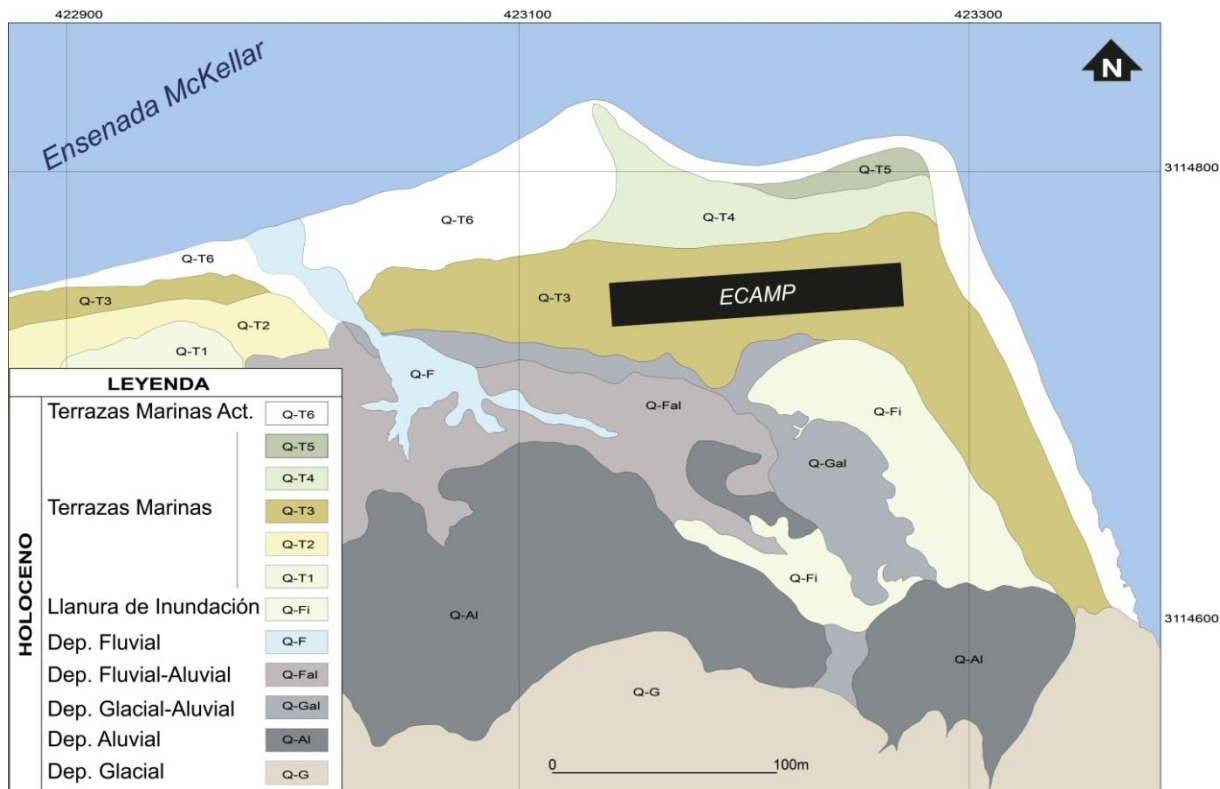 422900
423100
423300
N
Ensenada McKellar
3114800
Q-T5
Q-T4
Q-T6
Q-T6
Q-T3
Q-T3
ECAMP
Q-T2
Q-T1
Q-F
Q-Fal
Q-Fi
Q-Gal
Q-Fi
Q-Al
Q-Al
Q-G
3114600
0 100m
LEYENDA
HOLOCENO
Terrazas Marinas Act. Q-T6
Q-T5
Q-T4
Terrazas Marinas Q-T3
Q-T2
Q-T1
Llanura de Inundación Q-Fi
Dep. Fluvial Q-F
Dep. Fluvial-Aluvial Q-Fal
Dep. Glacial-Aluvial Q-Gal
Dep. Aluvial Q-Al
Dep. Glacial Q-G